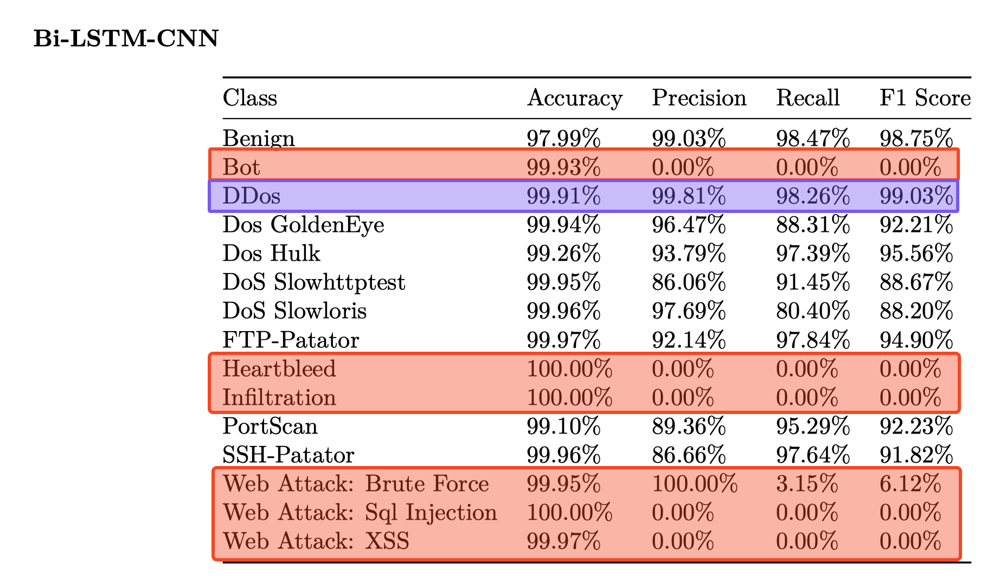 Bi-LSTM-CNN
Class Accuracy Precision Recall F1 Score
Benign 97.99% 99.03% 98.47% 98.75%
Bot 99.93% 0.00% 0.00% 0.00%
DDos 99.91% 99.81% 98.26% 99.03%
Dos GoldenEye 99.94% 96.47% 88.31% 92.21%
Dos Hulk 99.26% 93.79% 97.39% 95.56%
DoS Slowhttptest 99.95% 86.06% 91.45% 88.67%
DoS Slowloris 99.96% 97.69% 80.40% 88.20%
FTP-Patator 99.97% 92.14% 97.84% 94.90%
Heartbleed 100.00% 0.00% 0.00% 0.00%
Infiltration 100.00% 0.00% 0.00% 0.00%
PortScan 99.10% 89.36% 95.29% 92.23%
SSH-Patator 99.96% 86.66% 97.64% 91.82%
Web Attack: Brute Force 99.95% 100.00% 3.15% 6.12%
Web Attack: Sql Injection 100.00% 0.00% 0.00% 0.00%
Web Attack: XSS 99.97% 0.00% 0.00% 0.00%